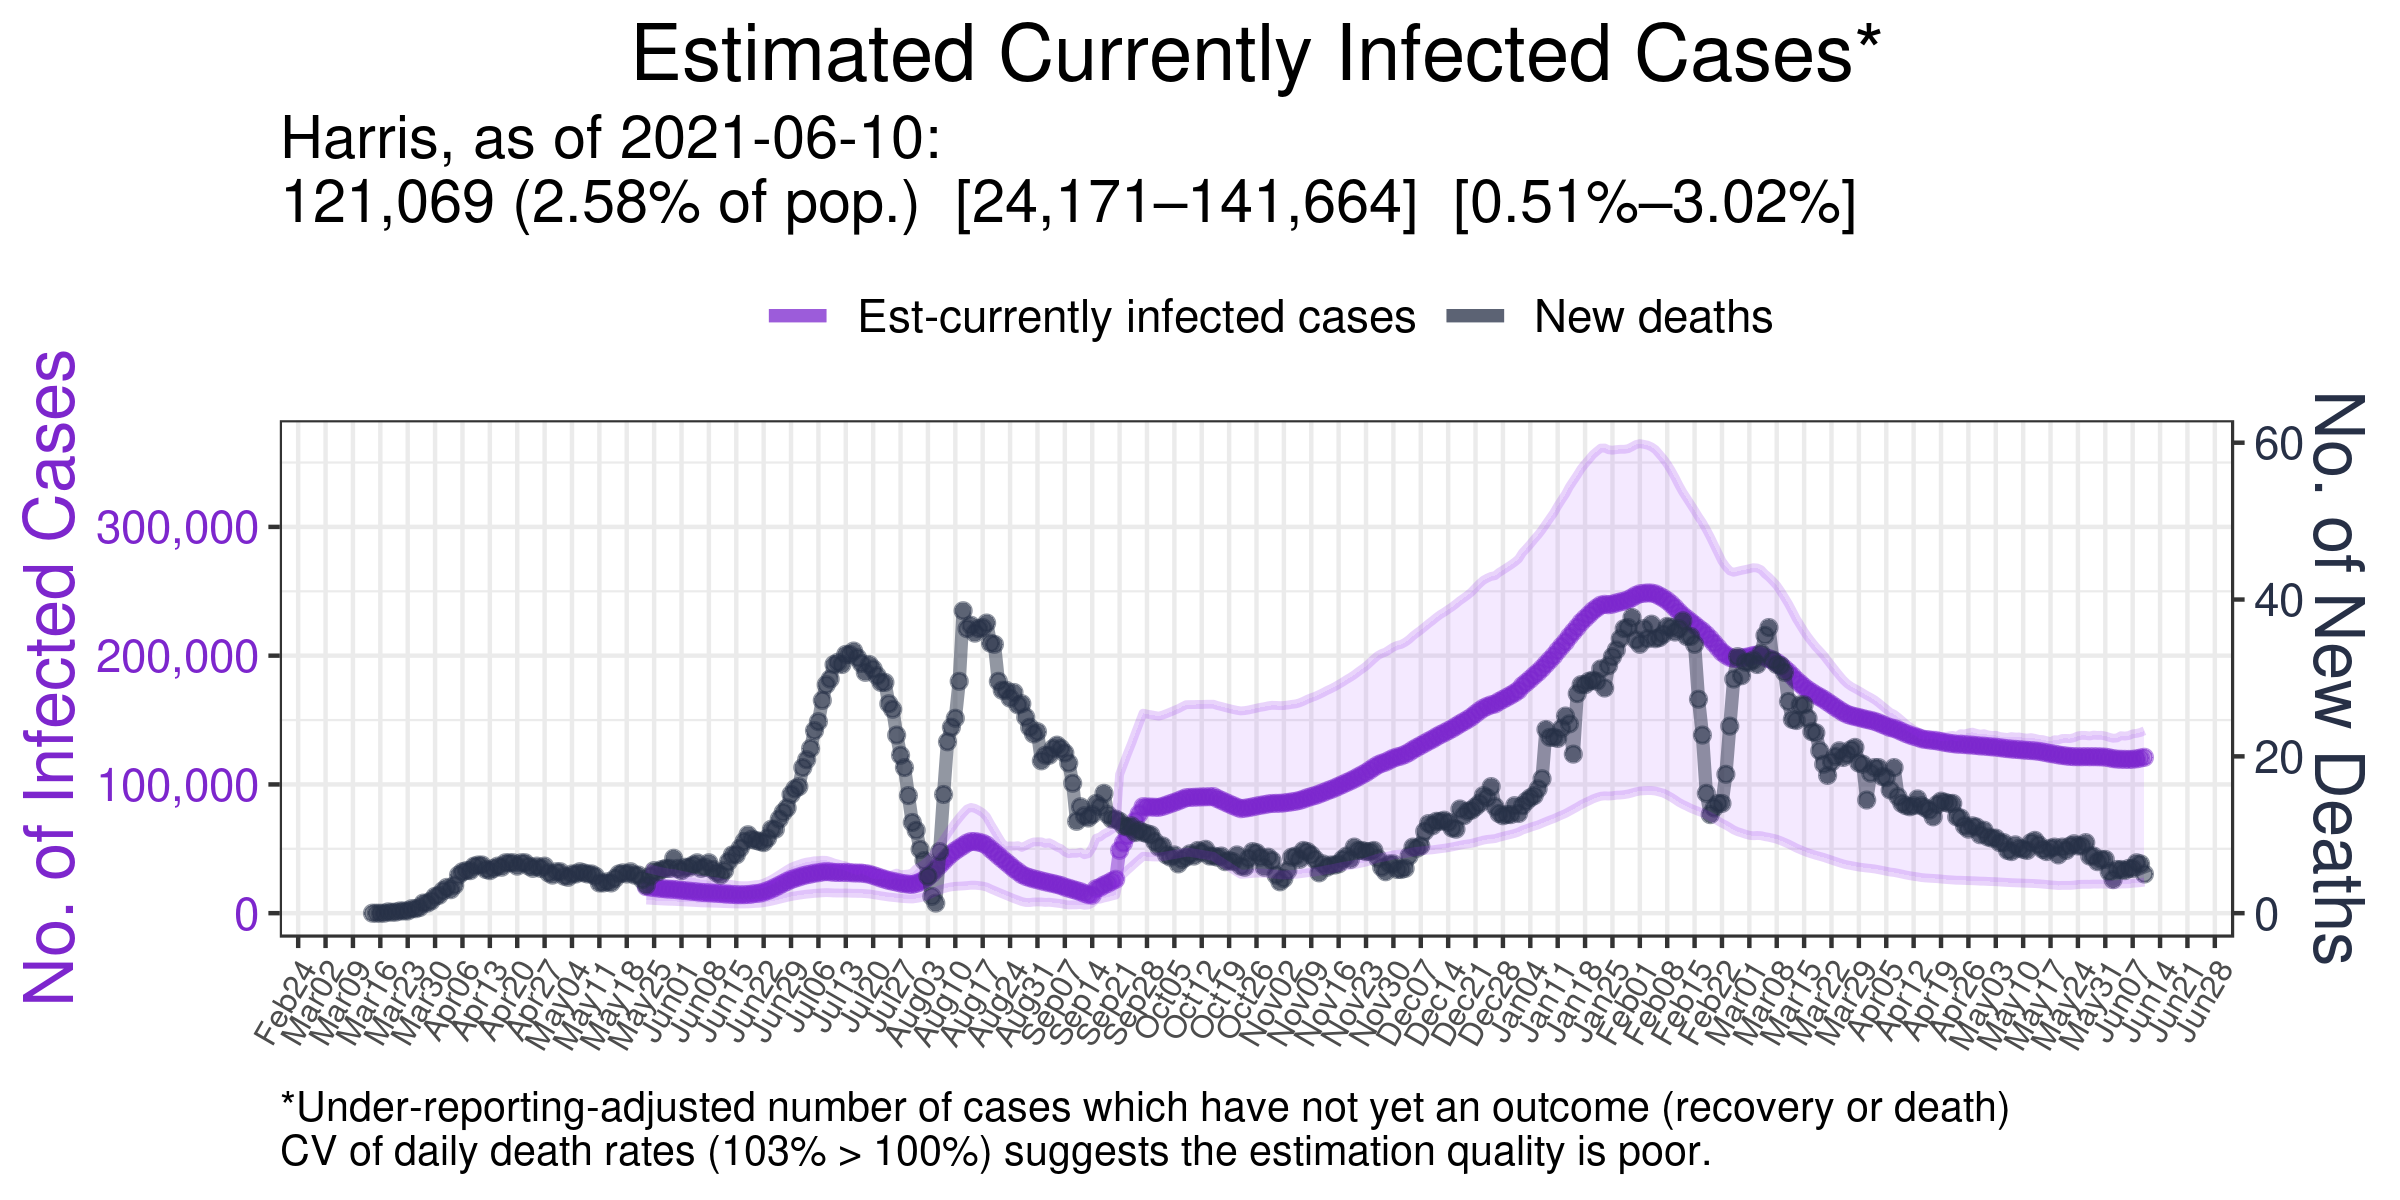 Estimated Currently Infected Cases*
Harris, as of 2021-06-10:
121,069 (2.58% of pop.) [24,171–141,664] [0.51%–3.02%]
Est-currently infected cases
New deaths
No. of Infected Cases
300,000
200,000
100,000
0
60
40
20
0
No. of New Deaths
Feb24
Mar02
Mar09
Mar16
Mar23
Mar30
Apr06
Apr13
Apr20
Apr27
May04
May11
May18
May25
Jun01
Jun08
Jun15
Jun22
Jun29
Jul06
Jul13
Jul20
Jul27
Aug03
Aug10
Aug17
Aug24
Aug31
Sep07
Sep14
Sep21
Sep28
Oct05
Oct12
Oct19
Oct26
Nov02
Nov09
Nov16
Nov23
Nov30
Dec07
Dec14
Dec21
Dec28
Jan04
Jan11
Jan18
Jan25
Feb01
Feb08
Feb15
Feb22
Mar01
Mar08
Mar15
Mar22
Mar29
Apr05
Apr12
Apr19
Apr26
May03
May10
May17
May24
May31
Jun07
Jun14
Jun21
Jun28
*Under-reporting-adjusted number of cases which have not yet an outcome (recovery or death)
CV of daily death rates (103% > 100%) suggests the estimation quality is poor.